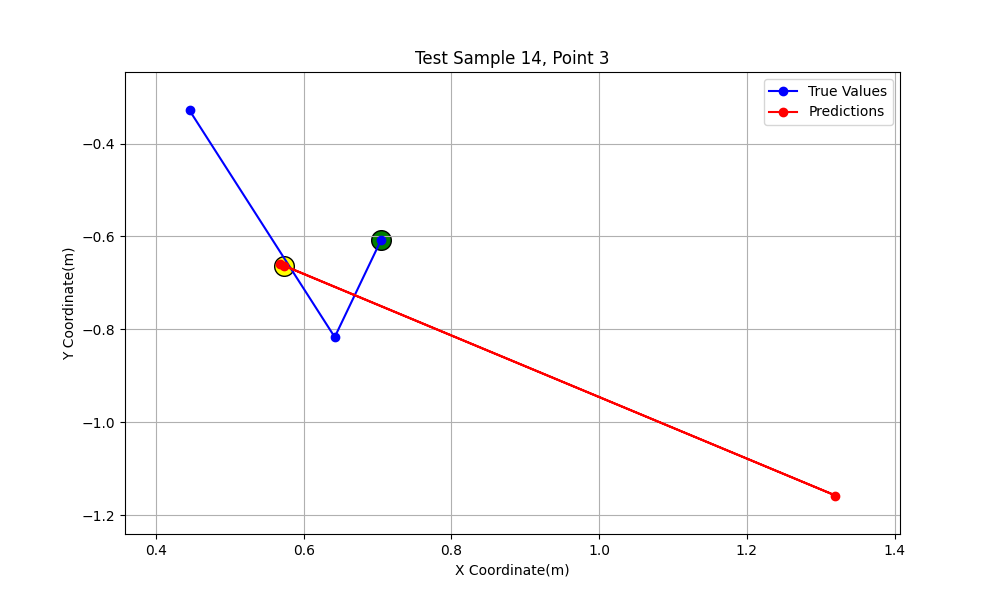 Test Sample 14, Point 3
True Values
Predictions
−0.4
−0.6
−0.8
−1.0
−1.2
Y Coordinate(m)
0.4 0.6 0.8 1.0 1.2 1.4
X Coordinate(m)